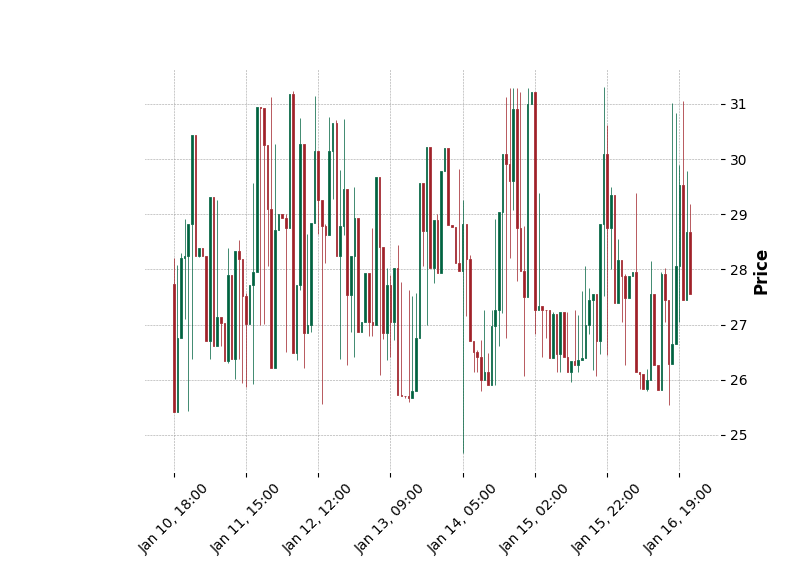 31
30
29
28
27
26
25
Price
Jan 10, 18:00
Jan 11, 15:00
Jan 12, 12:00
Jan 13, 09:00
Jan 14, 05:00
Jan 15, 02:00
Jan 15, 22:00
Jan 16, 19:00